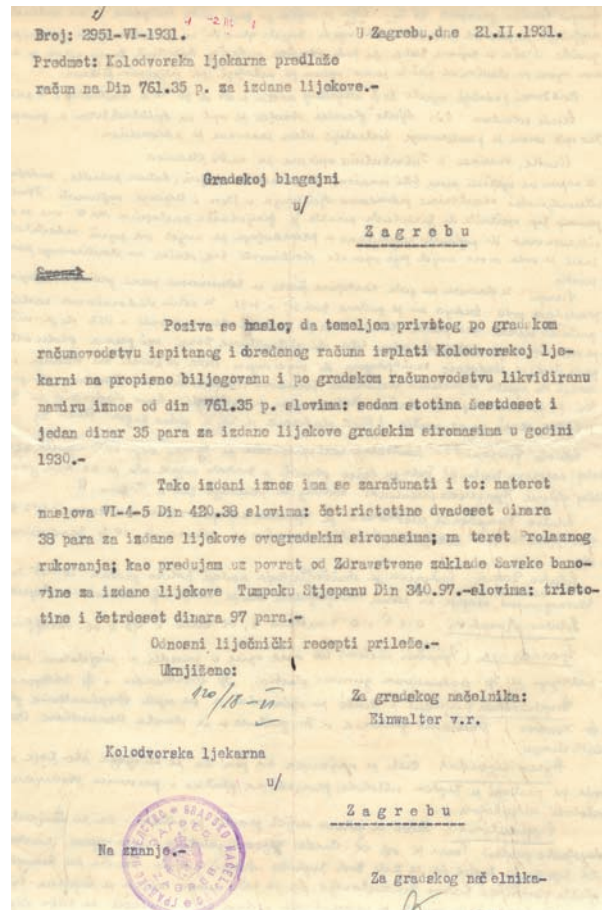 Broj: 2951-VI-1931.
U Zagrebu, dne 21.II.1931.
Predmet: Kolodvorska ljekarna predlaže
račun na Din 761.35 p. za izdane lijekove.-
Gradskoj blagajni
u/
Zagrebu
Poziva se naslov, da temeljem privitog po gradskom
računovodstvu ispitanog i obređanog računa isplati Kolodvorskoj lje-
karni na propisno biljegovanu i po gradskom računovodstvu likvidiranu
namiru iznos od din 761.35 p. slovima: sedam stotina šestdeset i
jedan dinar 35 para za izdane lijekove gradskim siromasima u godini
1930.-
Tako izdani iznos ima se zaračunati i to: nateret
naslova VI-4-5 Din 420.38 slovima: četiristotine dvadeset dinara
38 para za izdane lijekove ovogradskim siromasima; na teret Prolaznog
rukovanja; kao predujam uz povrat od Zdravstvene zaklade Savske bano-
vine za izdane lijekove Tumpaku Stjepanu Din 340.97.-slovima: tristo-
tine i četrdeset dinara 97 para.-
Odnosni liječnički recepti prileže.-
Uknjiženo:
120/18-II
Za gradskog načelnika:
Einwalter v.r.
Kolodvorska ljekarna
u/
Zagrebu
Na znanje.-
Za gradskog načelnika-